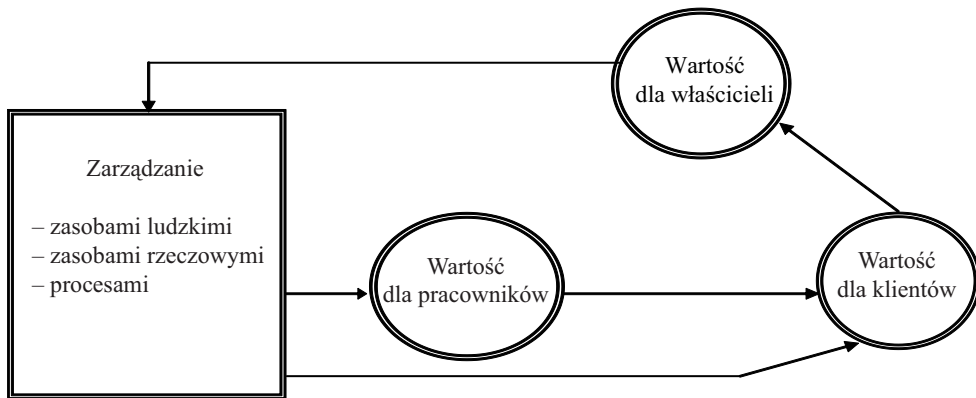 Wartość
dla właścicieli
Zarządzanie
– zasobami ludzkimi
– zasobami rzeczowymi
– procesami
Wartość
dla pracowników
Wartość
dla klientów